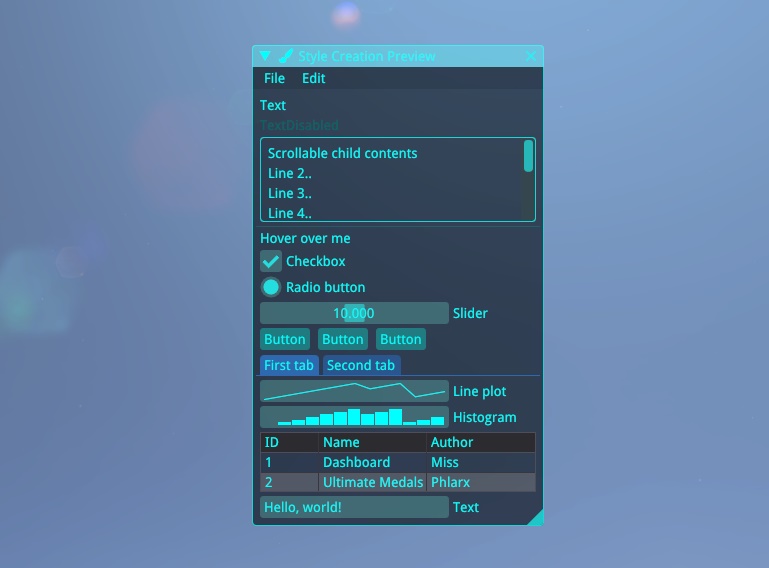 Style Creation Preview
File Edit
Text
TextDisabled
Scrollable child contents
Line 2..
Line 3..
Line 4..
Hover over me
Checkbox
Radio button
10.000 Slider
Button Button Button
First tab Second tab
Line plot
Histogram
ID Name Author
1 Dashboard Miss
2 Ultimate Medals Phlarx
Hello, world! Text